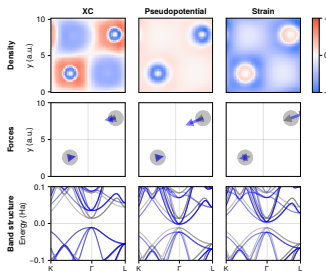 XC Pseudopotential Strain
Density
y (a.u.)
10
5
0
Forces
y (a.u.)
10
5
0
Band structure
Energy (Ha)
0.1
0.0
−0.1
K Γ L K Γ L K Γ L